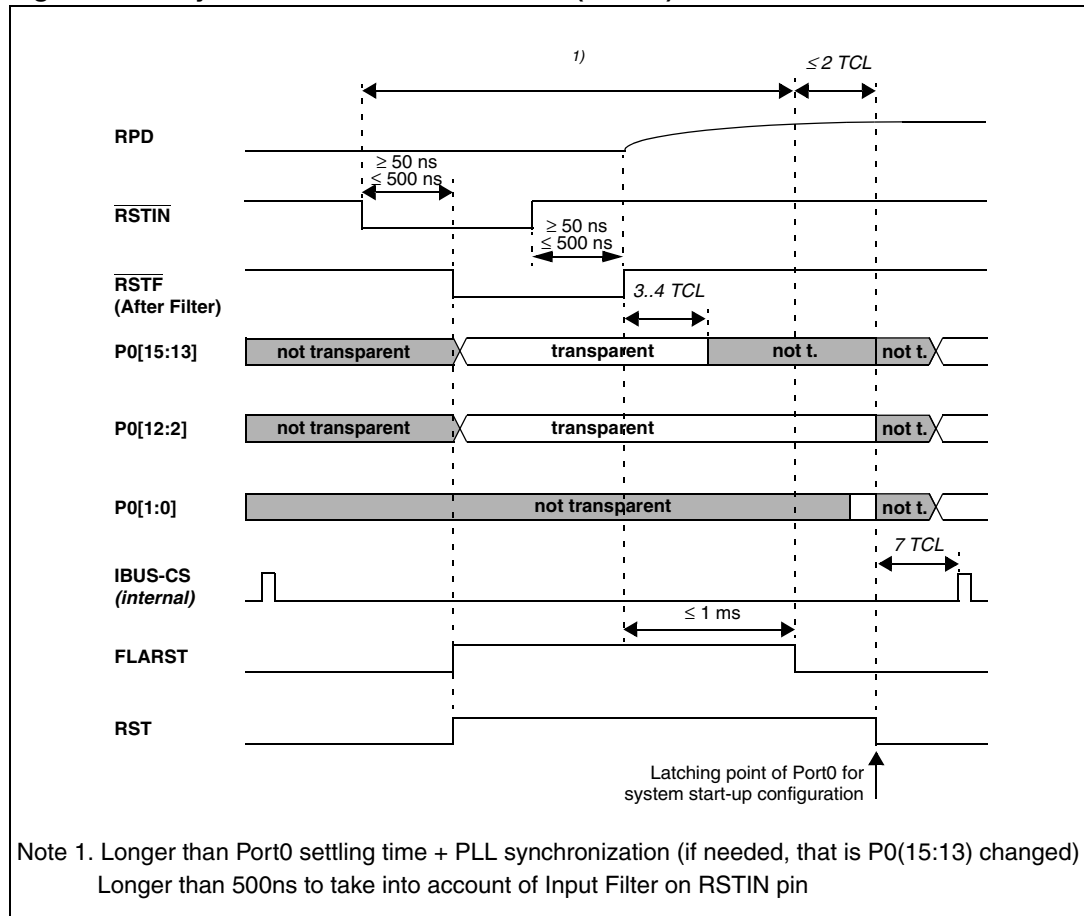 1)
≤ 2 TCL
RPD
≥ 50 ns
≤ 500 ns
RSTIN
≥ 50 ns
≤ 500 ns
RSTF
(After Filter)
3..4 TCL
P0[15:13]
not transparent
transparent
not t.
not t.
P0[12:2]
not transparent
transparent
not t.
P0[1:0]
not transparent
not t.
7 TCL
IBUS-CS
(internal)
≤ 1 ms
FLARST
RST
Latching point of Port0 for
system start-up configuration
Note 1. Longer than Port0 settling time + PLL synchronization (if needed, that is P0(15:13) changed)
Longer than 500ns to take into account of Input Filter on RSTIN pin